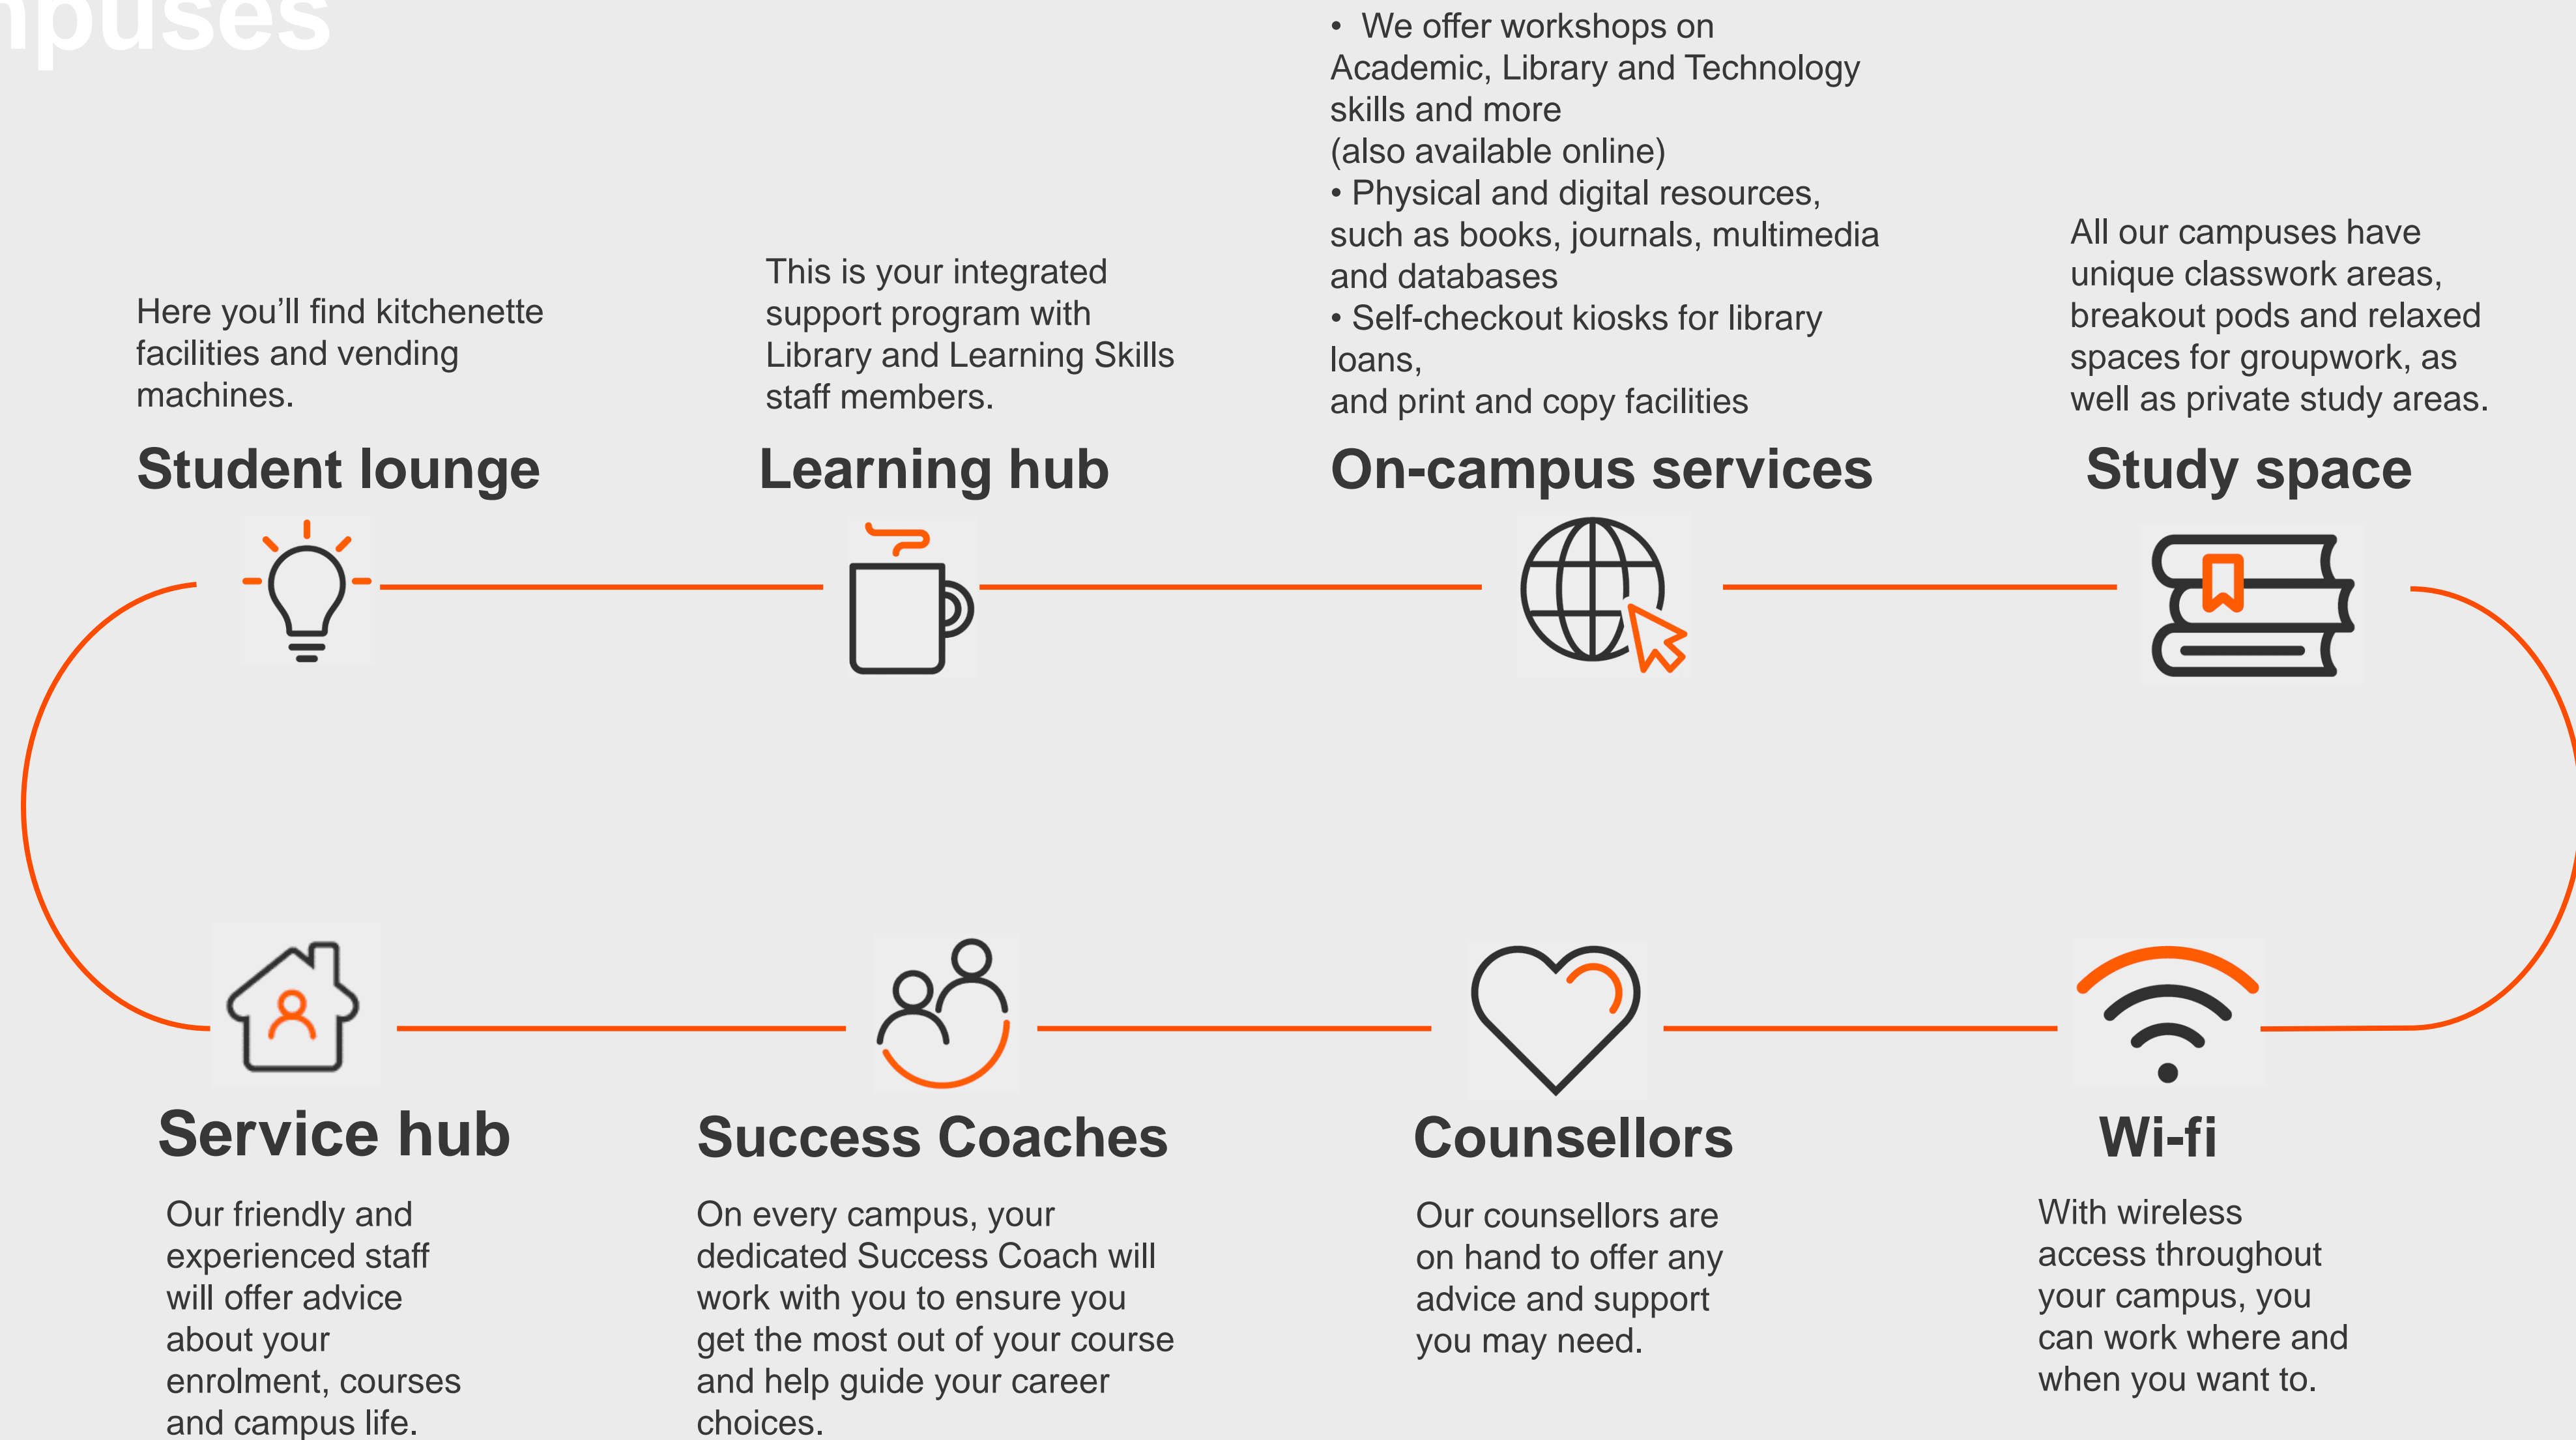 • We offer workshops on
Academic, Library and Technology
skills and more
(also available online)
• Physical and digital resources,
such as books, journals, multimedia
and databases
• Self-checkout kiosks for library
loans,
and print and copy facilities
Here you’ll find kitchenette
facilities and vending
machines.
Student lounge
This is your integrated
support program with
Library and Learning Skills
staff members.
Learning hub
On-campus services
All our campuses have
unique classwork areas,
breakout pods and relaxed
spaces for groupwork, as
well as private study areas.
Study space
Service hub
Our friendly and
experienced staff
will offer advice
about your
enrolment, courses
and campus life.
Success Coaches
On every campus, your
dedicated Success Coach will
work with you to ensure you
get the most out of your course
and help guide your career
choices.
Counsellors
Our counsellors are
on hand to offer any
advice and support
you may need.
Wi-fi
With wireless
access throughout
your campus, you
can work where and
when you want to.